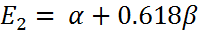 E₂ = α + 0.618β